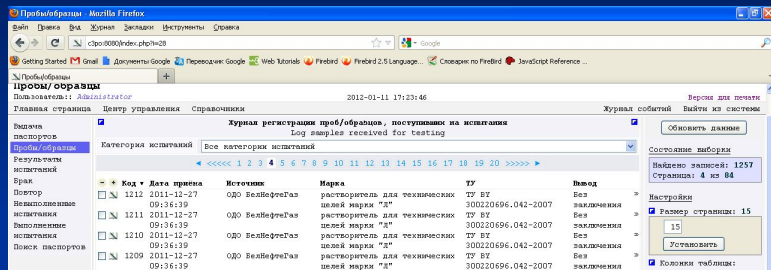 Пробы/образцы - Mozilla Firefox
Файл Правка Вид Журнал Закладки Инструменты Справка
c3po:8080/index.php?i=28
Google
Getting Started Gmail Документы Google Переводчик Google Web Tutorials Firebird Firebird 2.5 Language... Словарик по FireBird JavaScript Reference ...
Пробы/образцы
Пробы/образцы
Пользователь:: Administrator 2012-01-11 17:23:46 Версия для печати
Главная страница Центр управления Справочники Журнал событий Выйти из системы
Выдача паспортов
Пробы/образцы
Результаты испытаний
Брак
Повтор
Невыполненные испытания
Выполненные испытания
Поиск паспортов
Журнал регистрации проб/образцов, поступивших на испытания
Log samples received for testing
Категория испытаний Все категории испытаний
◄ <<<<< 1 2 3 4 5 6 7 8 9 10 11 12 13 14 15 16 17 18 19 20 >>>>> ►
Код ▾ Дата приёма Источник Марка ТУ Вывод
1212 2011-12-27 ОДО БелНефтеГаз растворитель для технических ТУ BY Без »
09:36:39 целей марки "Л" 300220696.042-2007 заключения
1211 2011-12-27 ОДО БелНефтеГаз растворитель для технических ТУ BY Без »
09:36:39 целей марки "Л" 300220696.042-2007 заключения
1210 2011-12-27 ОДО БелНефтеГаз растворитель для технических ТУ BY Без »
09:36:39 целей марки "Л" 300220696.042-2007 заключения
1209 2011-12-27 ОДО БелНефтеГаз растворитель для технических ТУ BY Без »
09:36:39 целей марки "Л" 300220696.042-2007 заключения
Обновить данные
Состояние выборки
Найдено записей: 1257
Страница: 4 из 84
Настройки
Размер страницы: 15
15
Установить
Колонки таблицы: